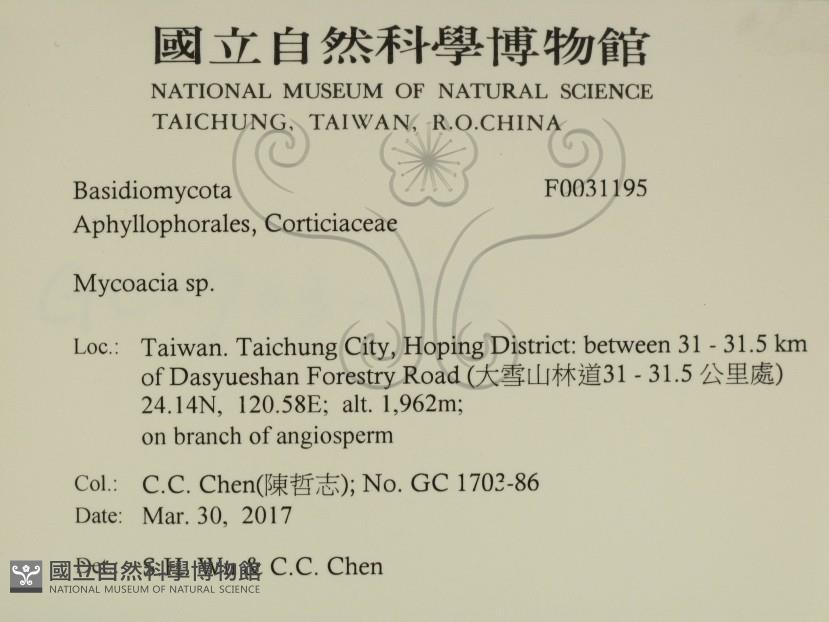 國立自然科學博物館
NATIONAL MUSEUM OF NATURAL SCIENCE
TAICHUNG, TAIWAN, R.O.CHINA
Basidiomycota F0031195
Aphyllophorales, Corticiaceae
Mycoacia sp.
Loc.: Taiwan. Taichung City, Hoping District: between 31 - 31.5 km
of Dasyueshan Forestry Road (大雪山林道31 - 31.5 公里處)
24.14N, 120.58E; alt. 1,962m;
on branch of angiosperm
Col.: C.C. Chen(陳哲志); No. GC 1703-86
Date: Mar. 30, 2017
Det.: S.H. Wu & C.C. Chen
國立自然科學博物館
NATIONAL MUSEUM OF NATURAL SCIENCE